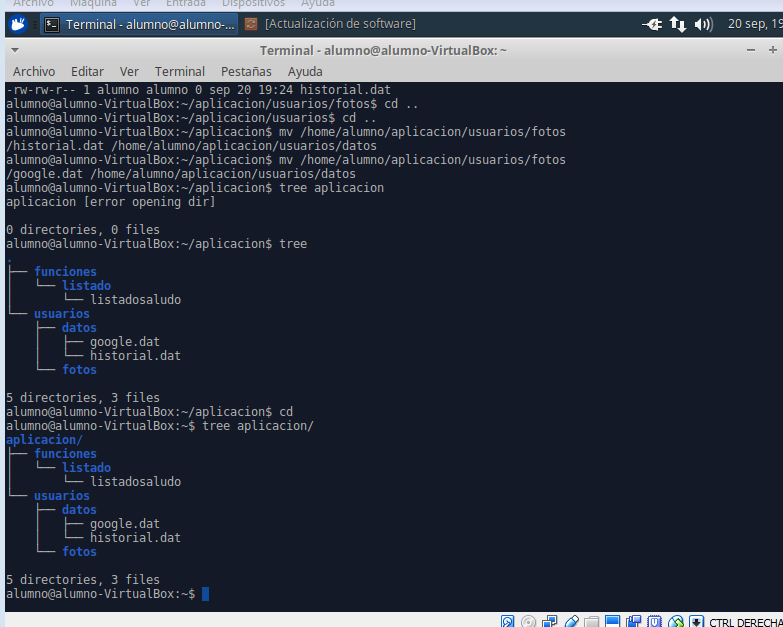 Archivo Máquina Ver Entrada Dispositivos Ayuda
Terminal - alumno@alumno-... [Actualización de software] 20 sep, 19
Terminal - alumno@alumno-VirtualBox: ~
Archivo Editar Ver Terminal Pestañas Ayuda
-rw-rw-r-- 1 alumno alumno 0 sep 20 19:24 historial.dat
alumno@alumno-VirtualBox:~/aplicacion/usuarios/fotos$ cd ..
alumno@alumno-VirtualBox:~/aplicacion/usuarios$ cd ..
alumno@alumno-VirtualBox:~/aplicacion$ mv /home/alumno/aplicacion/usuarios/fotos
/historial.dat /home/alumno/aplicacion/usuarios/datos
alumno@alumno-VirtualBox:~/aplicacion$ mv /home/alumno/aplicacion/usuarios/fotos
/google.dat /home/alumno/aplicacion/usuarios/datos
alumno@alumno-VirtualBox:~/aplicacion$ tree aplicacion
aplicacion [error opening dir]
0 directories, 0 files
alumno@alumno-VirtualBox:~/aplicacion$ tree
.
├── funciones
│   └── listado
│       └── listadosaludo
└── usuarios
    ├── datos
    │   ├── google.dat
    │   └── historial.dat
    └── fotos
5 directories, 3 files
alumno@alumno-VirtualBox:~/aplicacion$ cd
alumno@alumno-VirtualBox:~$ tree aplicacion/
aplicacion/
├── funciones
│   └── listado
│       └── listadosaludo
└── usuarios
    ├── datos
    │   ├── google.dat
    │   └── historial.dat
    └── fotos
5 directories, 3 files
alumno@alumno-VirtualBox:~$
CTRL DERECHA